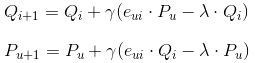 Q_{i+1} = Q_i + γ(e_{ui} · P_u − λ · Q_i)
P_{u+1} = P_u + γ(e_{ui} · Q_i − λ · P_u)